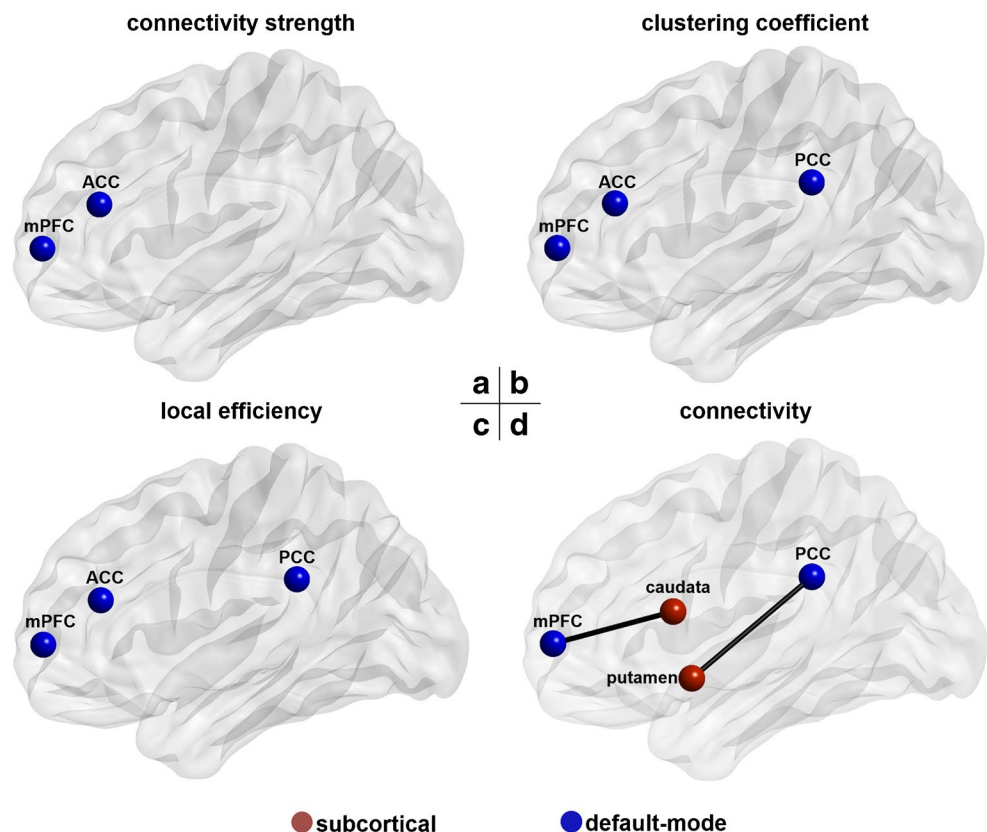 connectivity strength
clustering coefficient
ACC
mPFC
PCC
ACC
mPFC
a b
c d
local efficiency
connectivity
PCC
ACC
mPFC
PCC
caudata
mPFC
putamen
subcortical
default-mode